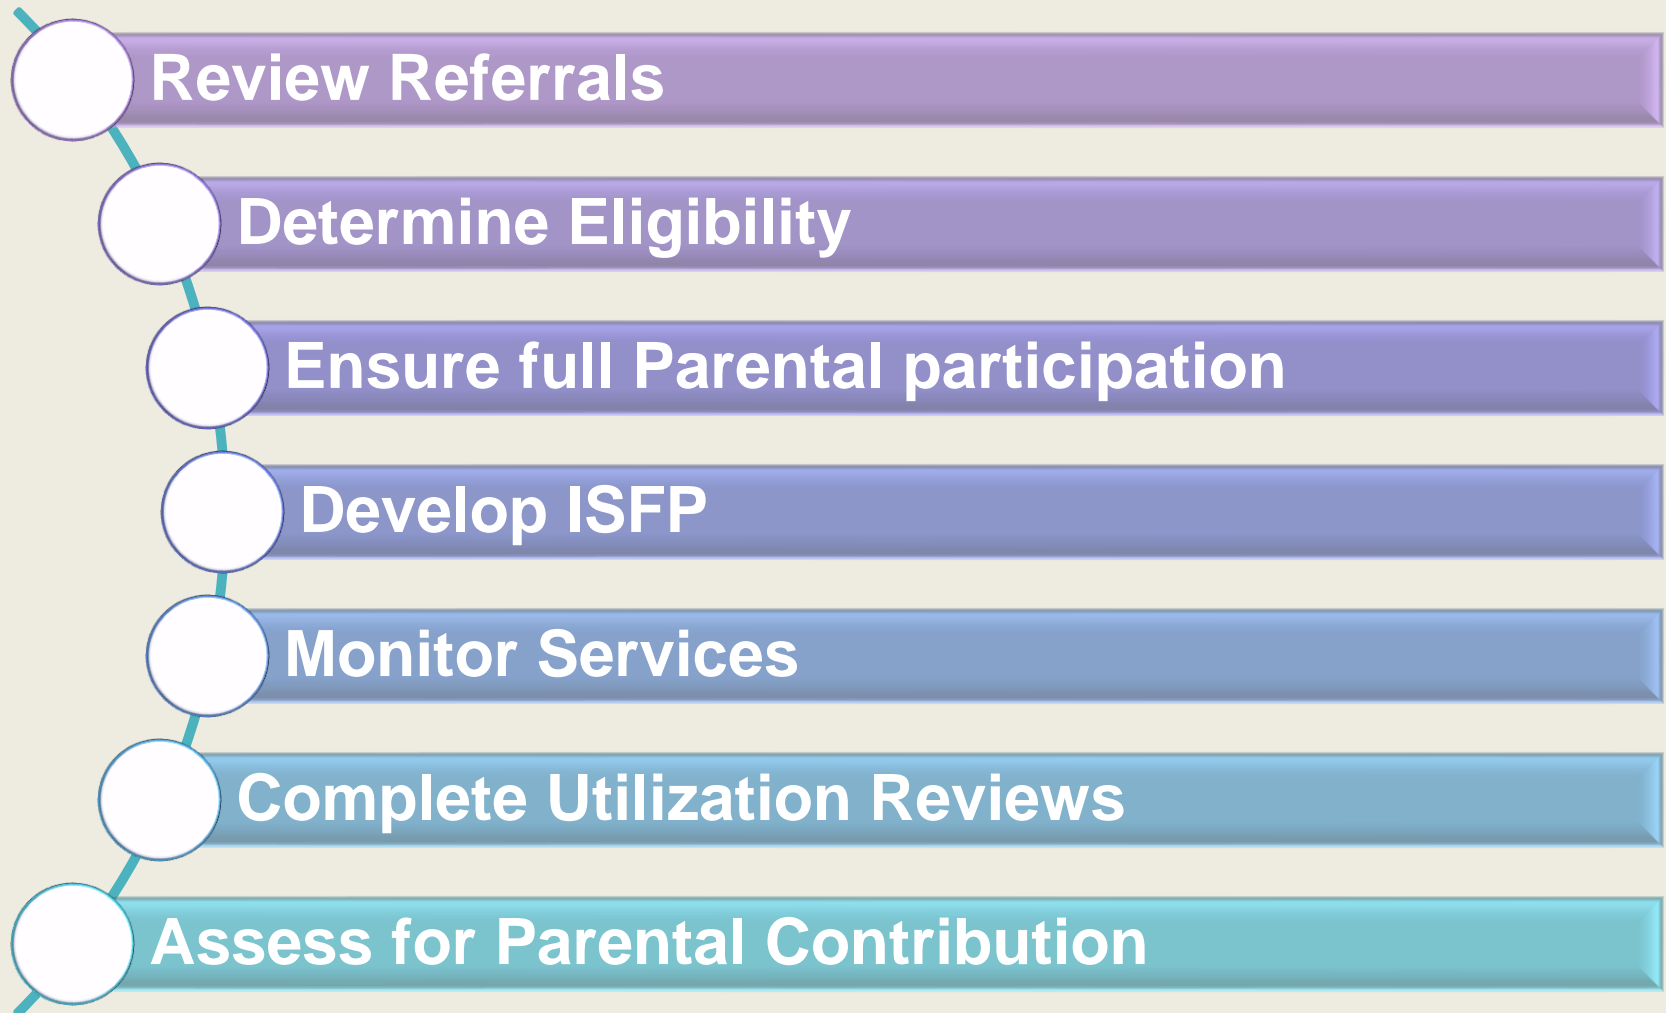 Review Referrals
Determine Eligibility
Ensure full Parental participation
Develop ISFP
Monitor Services
Complete Utilization Reviews
Assess for Parental Contribution